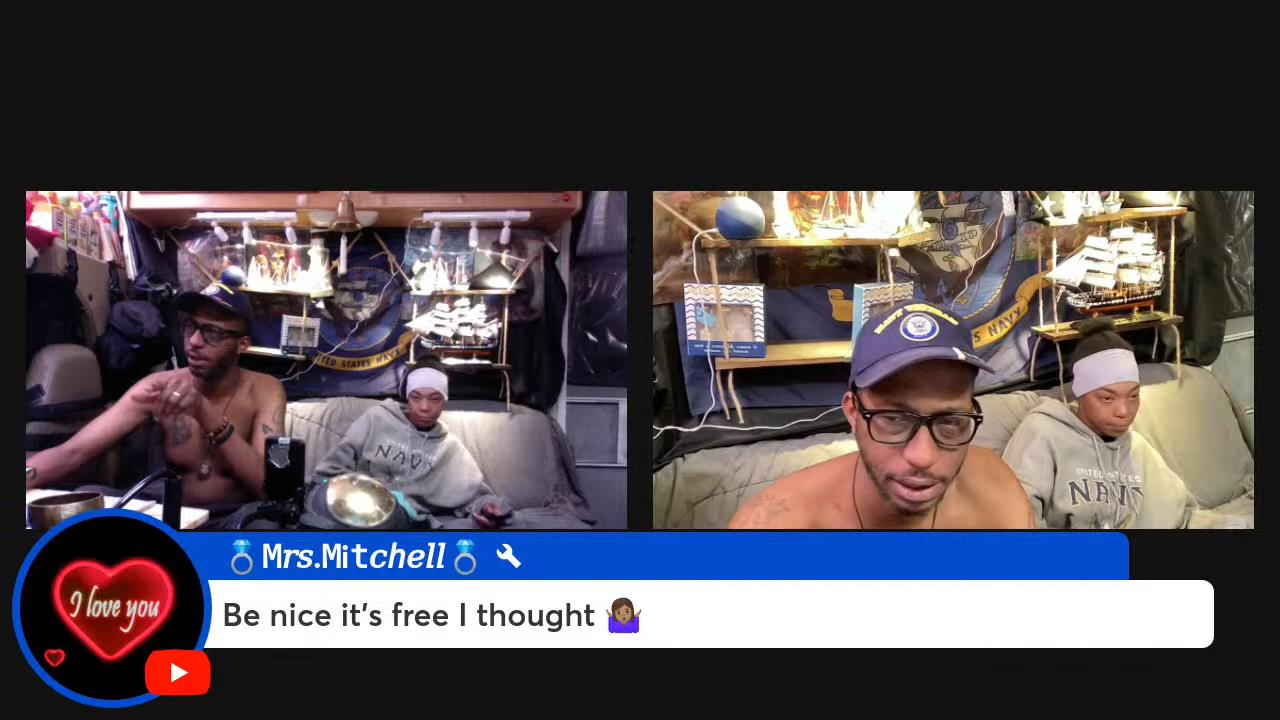 UNITED STATES NAVY
NAVY
S NAVY
UNITED STATES
NAVY
💍Mrs.Mitchell💍
Be nice it's free I thought 🤷🏽‍♀️
I love you